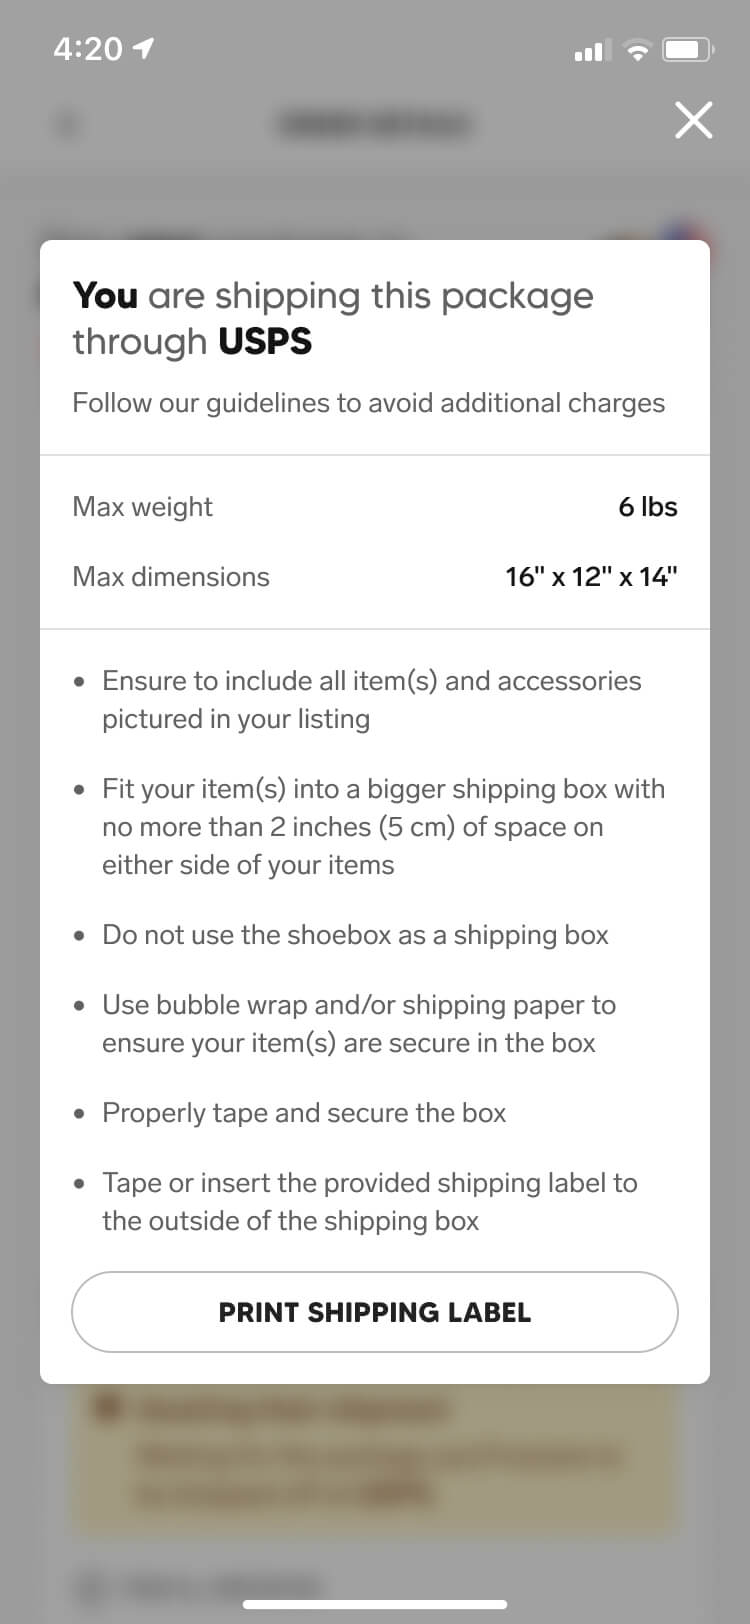 4:20
You are shipping this package
through USPS
Follow our guidelines to avoid additional charges
Max weight 6 lbs
Max dimensions 16" x 12" x 14"
• Ensure to include all item(s) and accessories
pictured in your listing
• Fit your item(s) into a bigger shipping box with
no more than 2 inches (5 cm) of space on
either side of your items
• Do not use the shoebox as a shipping box
• Use bubble wrap and/or shipping paper to
ensure your item(s) are secure in the box
• Properly tape and secure the box
• Tape or insert the provided shipping label to
the outside of the shipping box
PRINT SHIPPING LABEL